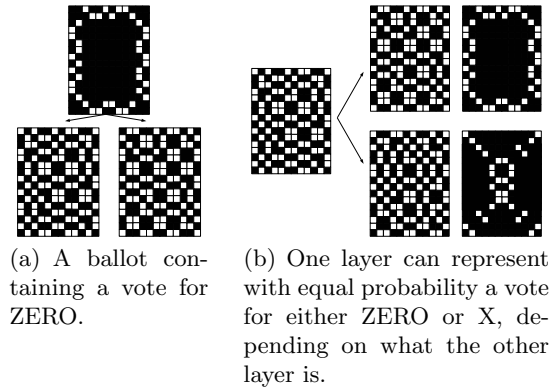 (a) A ballot con-
taining a vote for
ZERO.
(b) One layer can represent
with equal probability a vote
for either ZERO or X, de-
pending on what the other
layer is.